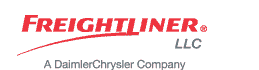 FREIGHTLINER®
LLC
A DaimlerChrysler Company